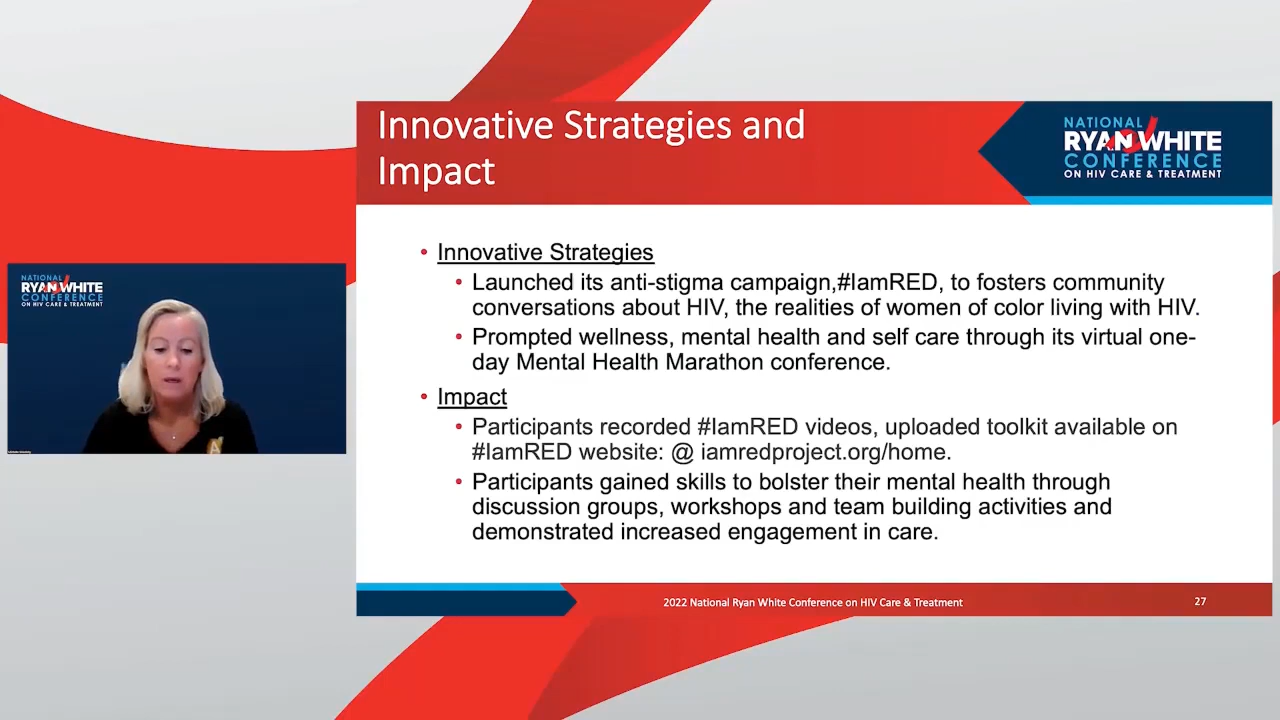 Innovative Strategies and
Impact
NATIONAL
RYAN WHITE
CONFERENCE
ON HIV CARE & TREATMENT
• Innovative Strategies
• Launched its anti-stigma campaign,#IamRED, to fosters community
conversations about HIV, the realities of women of color living with HIV.
• Prompted wellness, mental health and self care through its virtual one-
day Mental Health Marathon conference.
• Impact
• Participants recorded #IamRED videos, uploaded toolkit available on
#IamRED website: @ iamredproject.org/home.
• Participants gained skills to bolster their mental health through
discussion groups, workshops and team building activities and
demonstrated increased engagement in care.
2022 National Ryan White Conference on HIV Care & Treatment
27
NATIONAL
RYAN WHITE
CONFERENCE
ON HIV CARE & TREATMENT